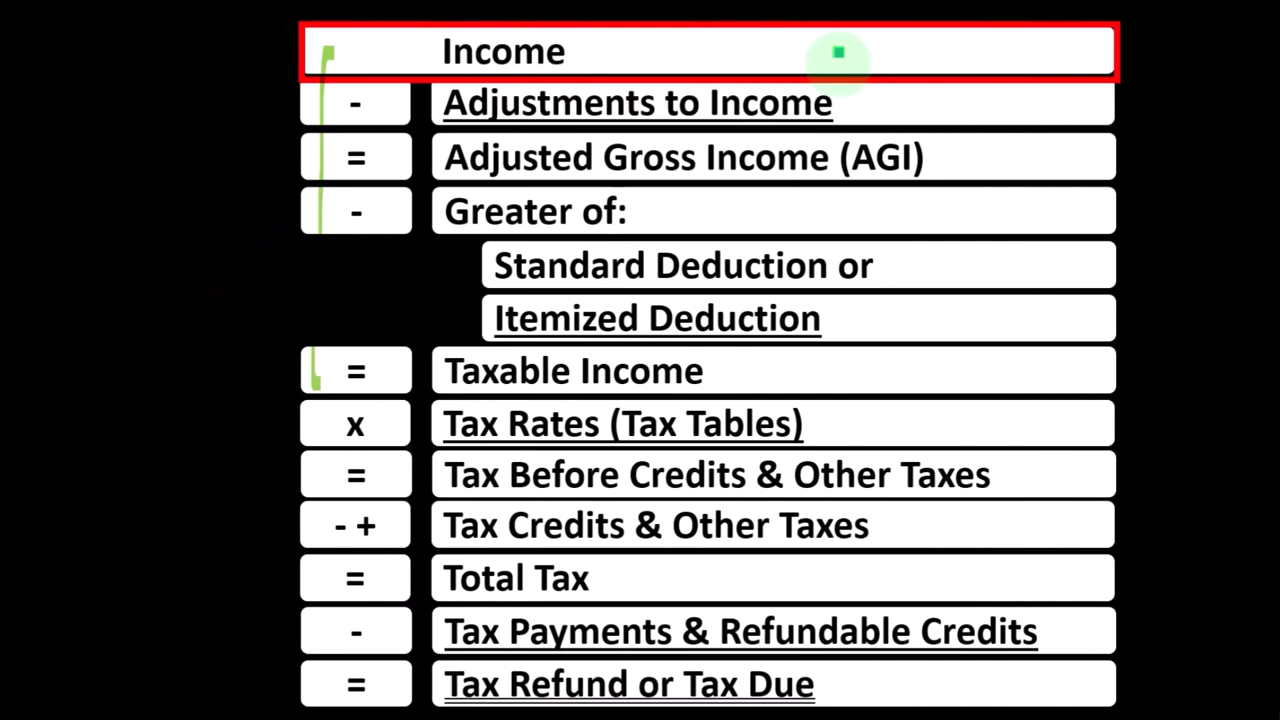 Income
- Adjustments to Income
= Adjusted Gross Income (AGI)
- Greater of:
Standard Deduction or
Itemized Deduction
= Taxable Income
x Tax Rates (Tax Tables)
= Tax Before Credits & Other Taxes
- + Tax Credits & Other Taxes
= Total Tax
- Tax Payments & Refundable Credits
= Tax Refund or Tax Due